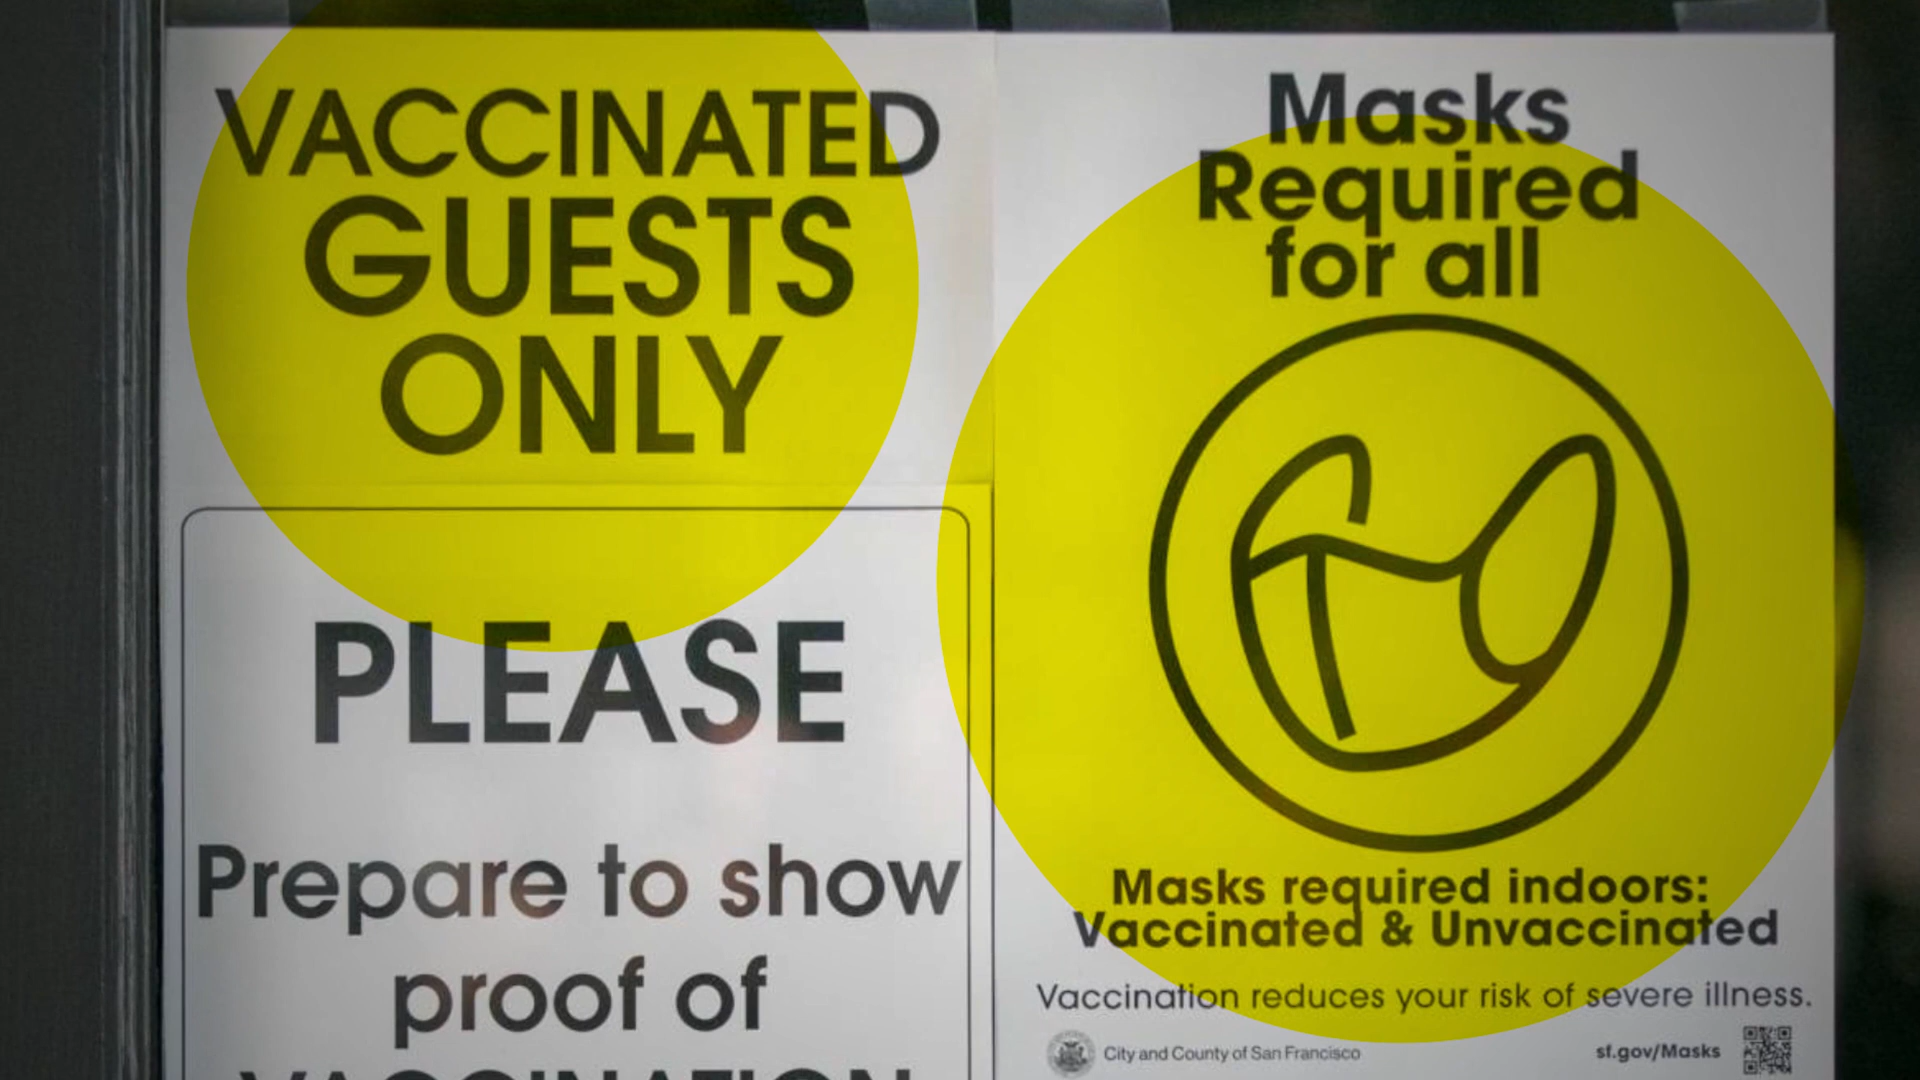 VACCINATED
GUESTS
ONLY
PLEASE
Prepare to show
proof of
VACCINATION
Masks
Required
for all
Masks required indoors:
Vaccinated & Unvaccinated
Vaccination reduces your risk of severe illness.
City and County of San Francisco
sf.gov/Masks